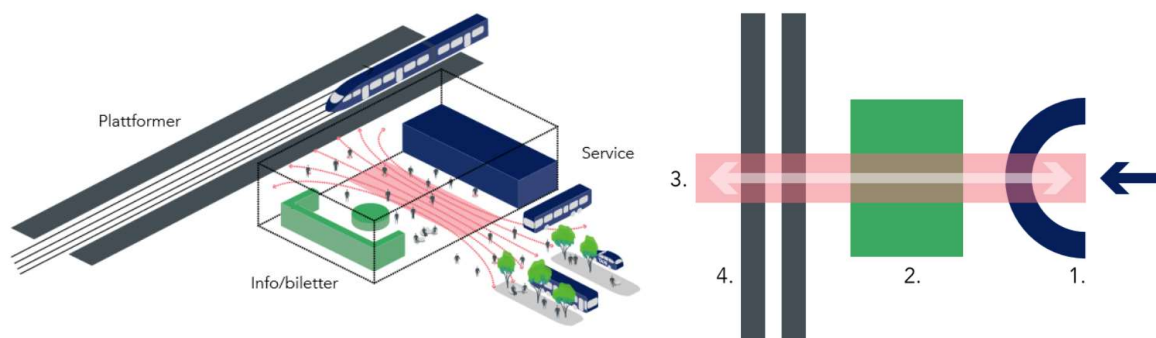 Plattformer
Service
Info/biletter
3.
4.
2.
1.